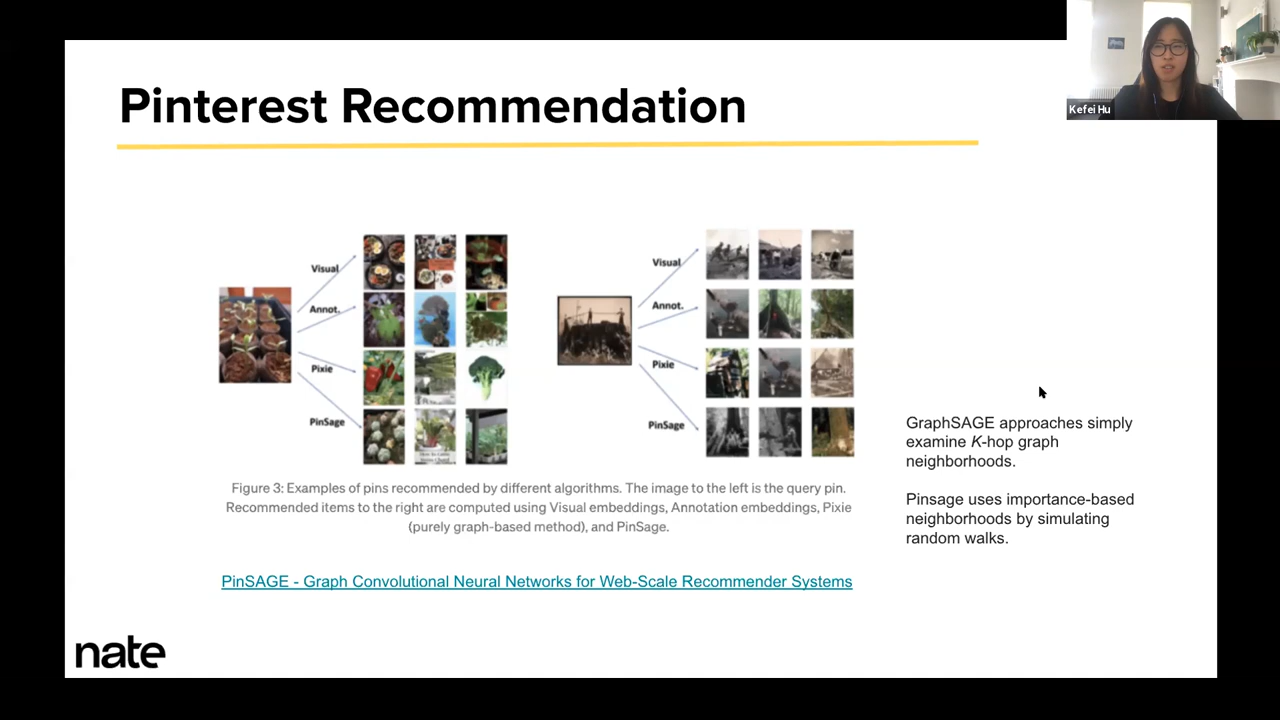 Pinterest Recommendation
Kefei Hu
Visual
Annot.
Pixie
PinSage
Visual
Annot.
Pixie
PinSage
GraphSAGE approaches simply
examine K-hop graph
neighborhoods.
Pinsage uses importance-based
neighborhoods by simulating
random walks.
Figure 3: Examples of pins recommended by different algorithms. The image to the left is the query pin.
Recommended items to the right are computed using Visual embeddings, Annotation embeddings, Pixie
(purely graph-based method), and PinSage.
PinSAGE - Graph Convolutional Neural Networks for Web-Scale Recommender Systems
nate